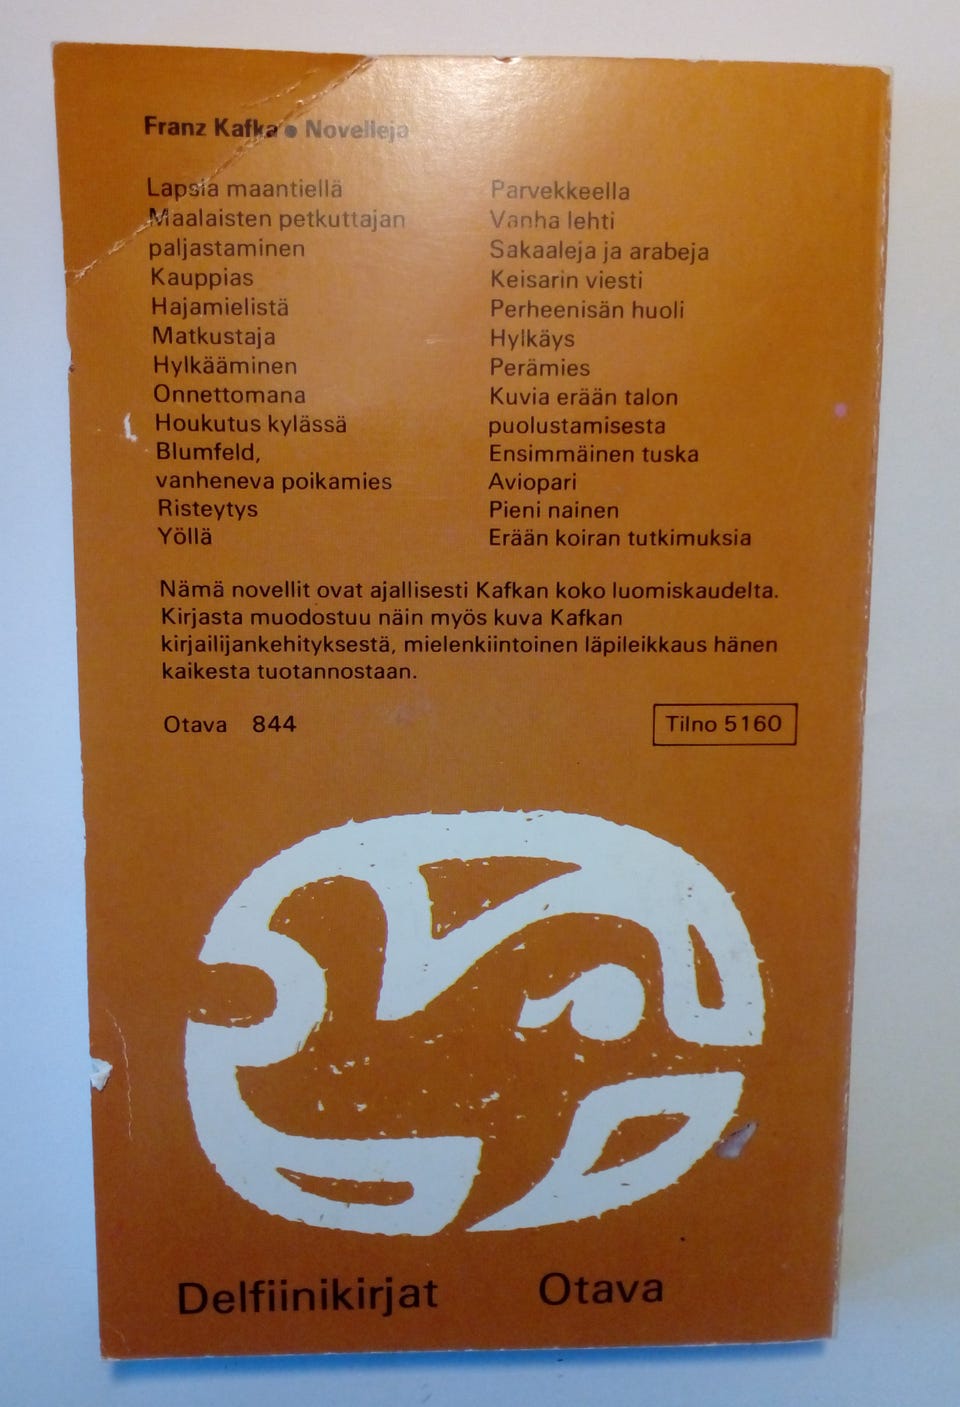 Franz Kafka • Novelleja
Lapsia maantiellä
Maalaisten petkuttajan
paljastaminen
Kauppias
Hajamielistä
Matkustaja
Hylkääminen
Onnettomana
Houkutus kylässä
Blumfeld,
vanheneva poikamies
Risteytys
Yöllä
Parvekkeella
Vanha lehti
Sakaaleja ja arabeja
Keisarin viesti
Perheenisän huoli
Hylkäys
Perämies
Kuvia erään talon
puolustamisesta
Ensimmäinen tuska
Aviopari
Pieni nainen
Erään koiran tutkimuksia
Nämä novellit ovat ajallisesti Kafkan koko luomiskaudelta.
Kirjasta muodostuu näin myös kuva Kafkan
kirjailijankehityksestä, mielenkiintoinen läpileikkaus hänen
kaikesta tuotannostaan.
Otava 844
Tilno 5160
Delfiinikirjat Otava